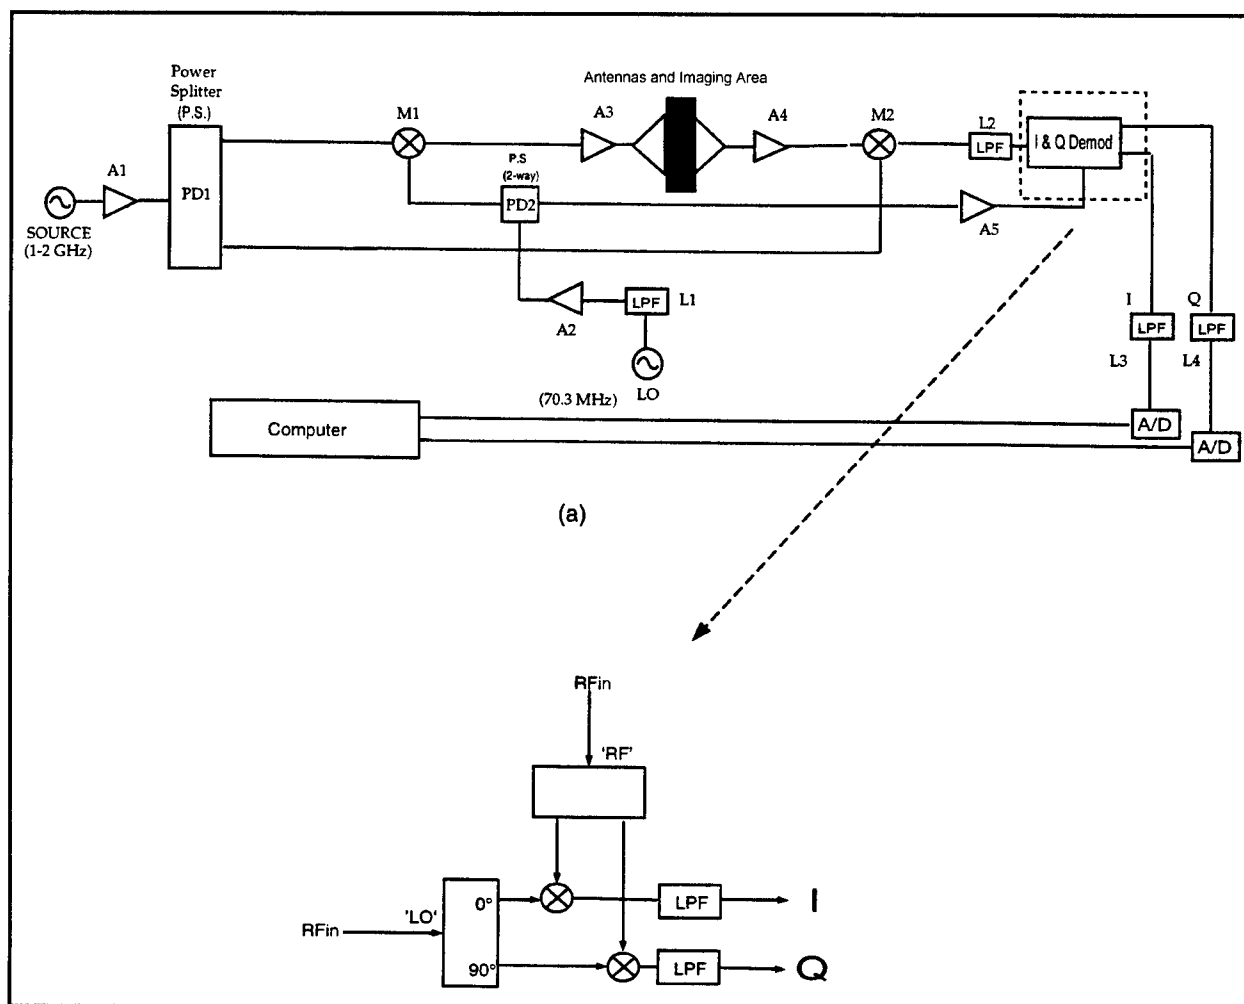 Power
Splitter
(P.S.)
Antennas and Imaging Area
M1
A3
A4
M2
L2
LPF
I & Q Demod
A1
PD1
P.S
(2-way)
PD2
A5
SOURCE
(1-2 GHz)
A2
LPF
L1
LO
(70.3 MHz)
I
Q
LPF
LPF
L3
L4
Computer
A/D
A/D
(a)
RFin
'RF'
0°
LPF
I
'LO'
RFin
90°
LPF
Q